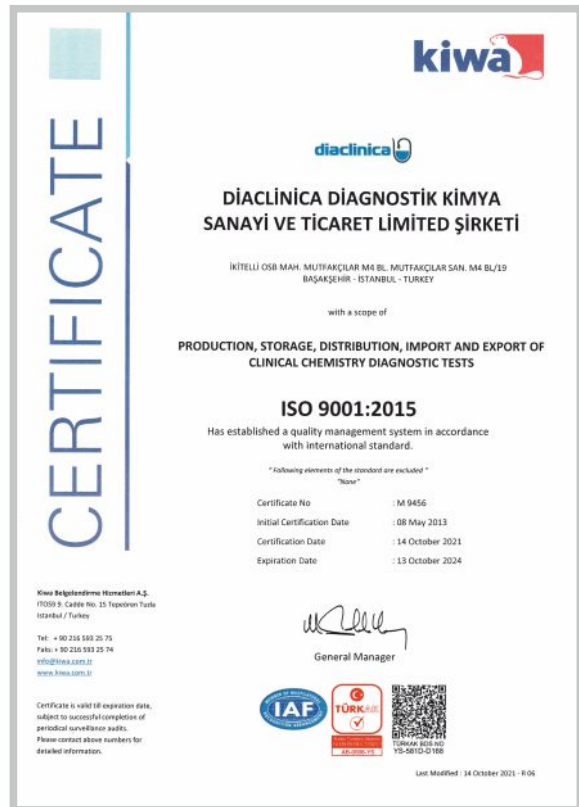 CERTIFICATE
kiwa
diaclinica
DİACLİNİCA DİAGNOSTİK KİMYA
SANAYİ VE TİCARET LIMITED ŞİRKETİ
İKİTELLİ OSB MAH. MUTFAKÇILAR M4 BL. MUTFAKÇILAR SAN. M4 BL/19
BAŞAKŞEHİR - İSTANBUL - TURKEY
with a scope of
PRODUCTION, STORAGE, DISTRIBUTION, IMPORT AND EXPORT OF
CLINICAL CHEMISTRY DIAGNOSTIC TESTS
ISO 9001:2015
Has established a quality management system in accordance
with international standard.
" Following elements of the standard are excluded "
"None"
Certificate No : M 9456
Initial Certification Date : 08 May 2013
Certification Date : 14 October 2021
Expiration Date : 13 October 2024
Kiwa Belgelendirme Hizmetleri A.Ş.
ITOSB 9. Cadde No. 15 Tepeören Tuzla
Istanbul / Turkey
Tel: + 90 216 593 25 75
Faks: + 90 216 593 25 74
info@kiwa.com.tr
www.kiwa.com.tr
General Manager
Certificate is valid till expiration date,
subject to successful completion of
periodical surveillance audits.
Please contact above numbers for
detailed information.
IAF
TÜRKAK
TÜRKAK BDS NO
YS-581D-D168
Last Modified : 14 October 2021 - R 06